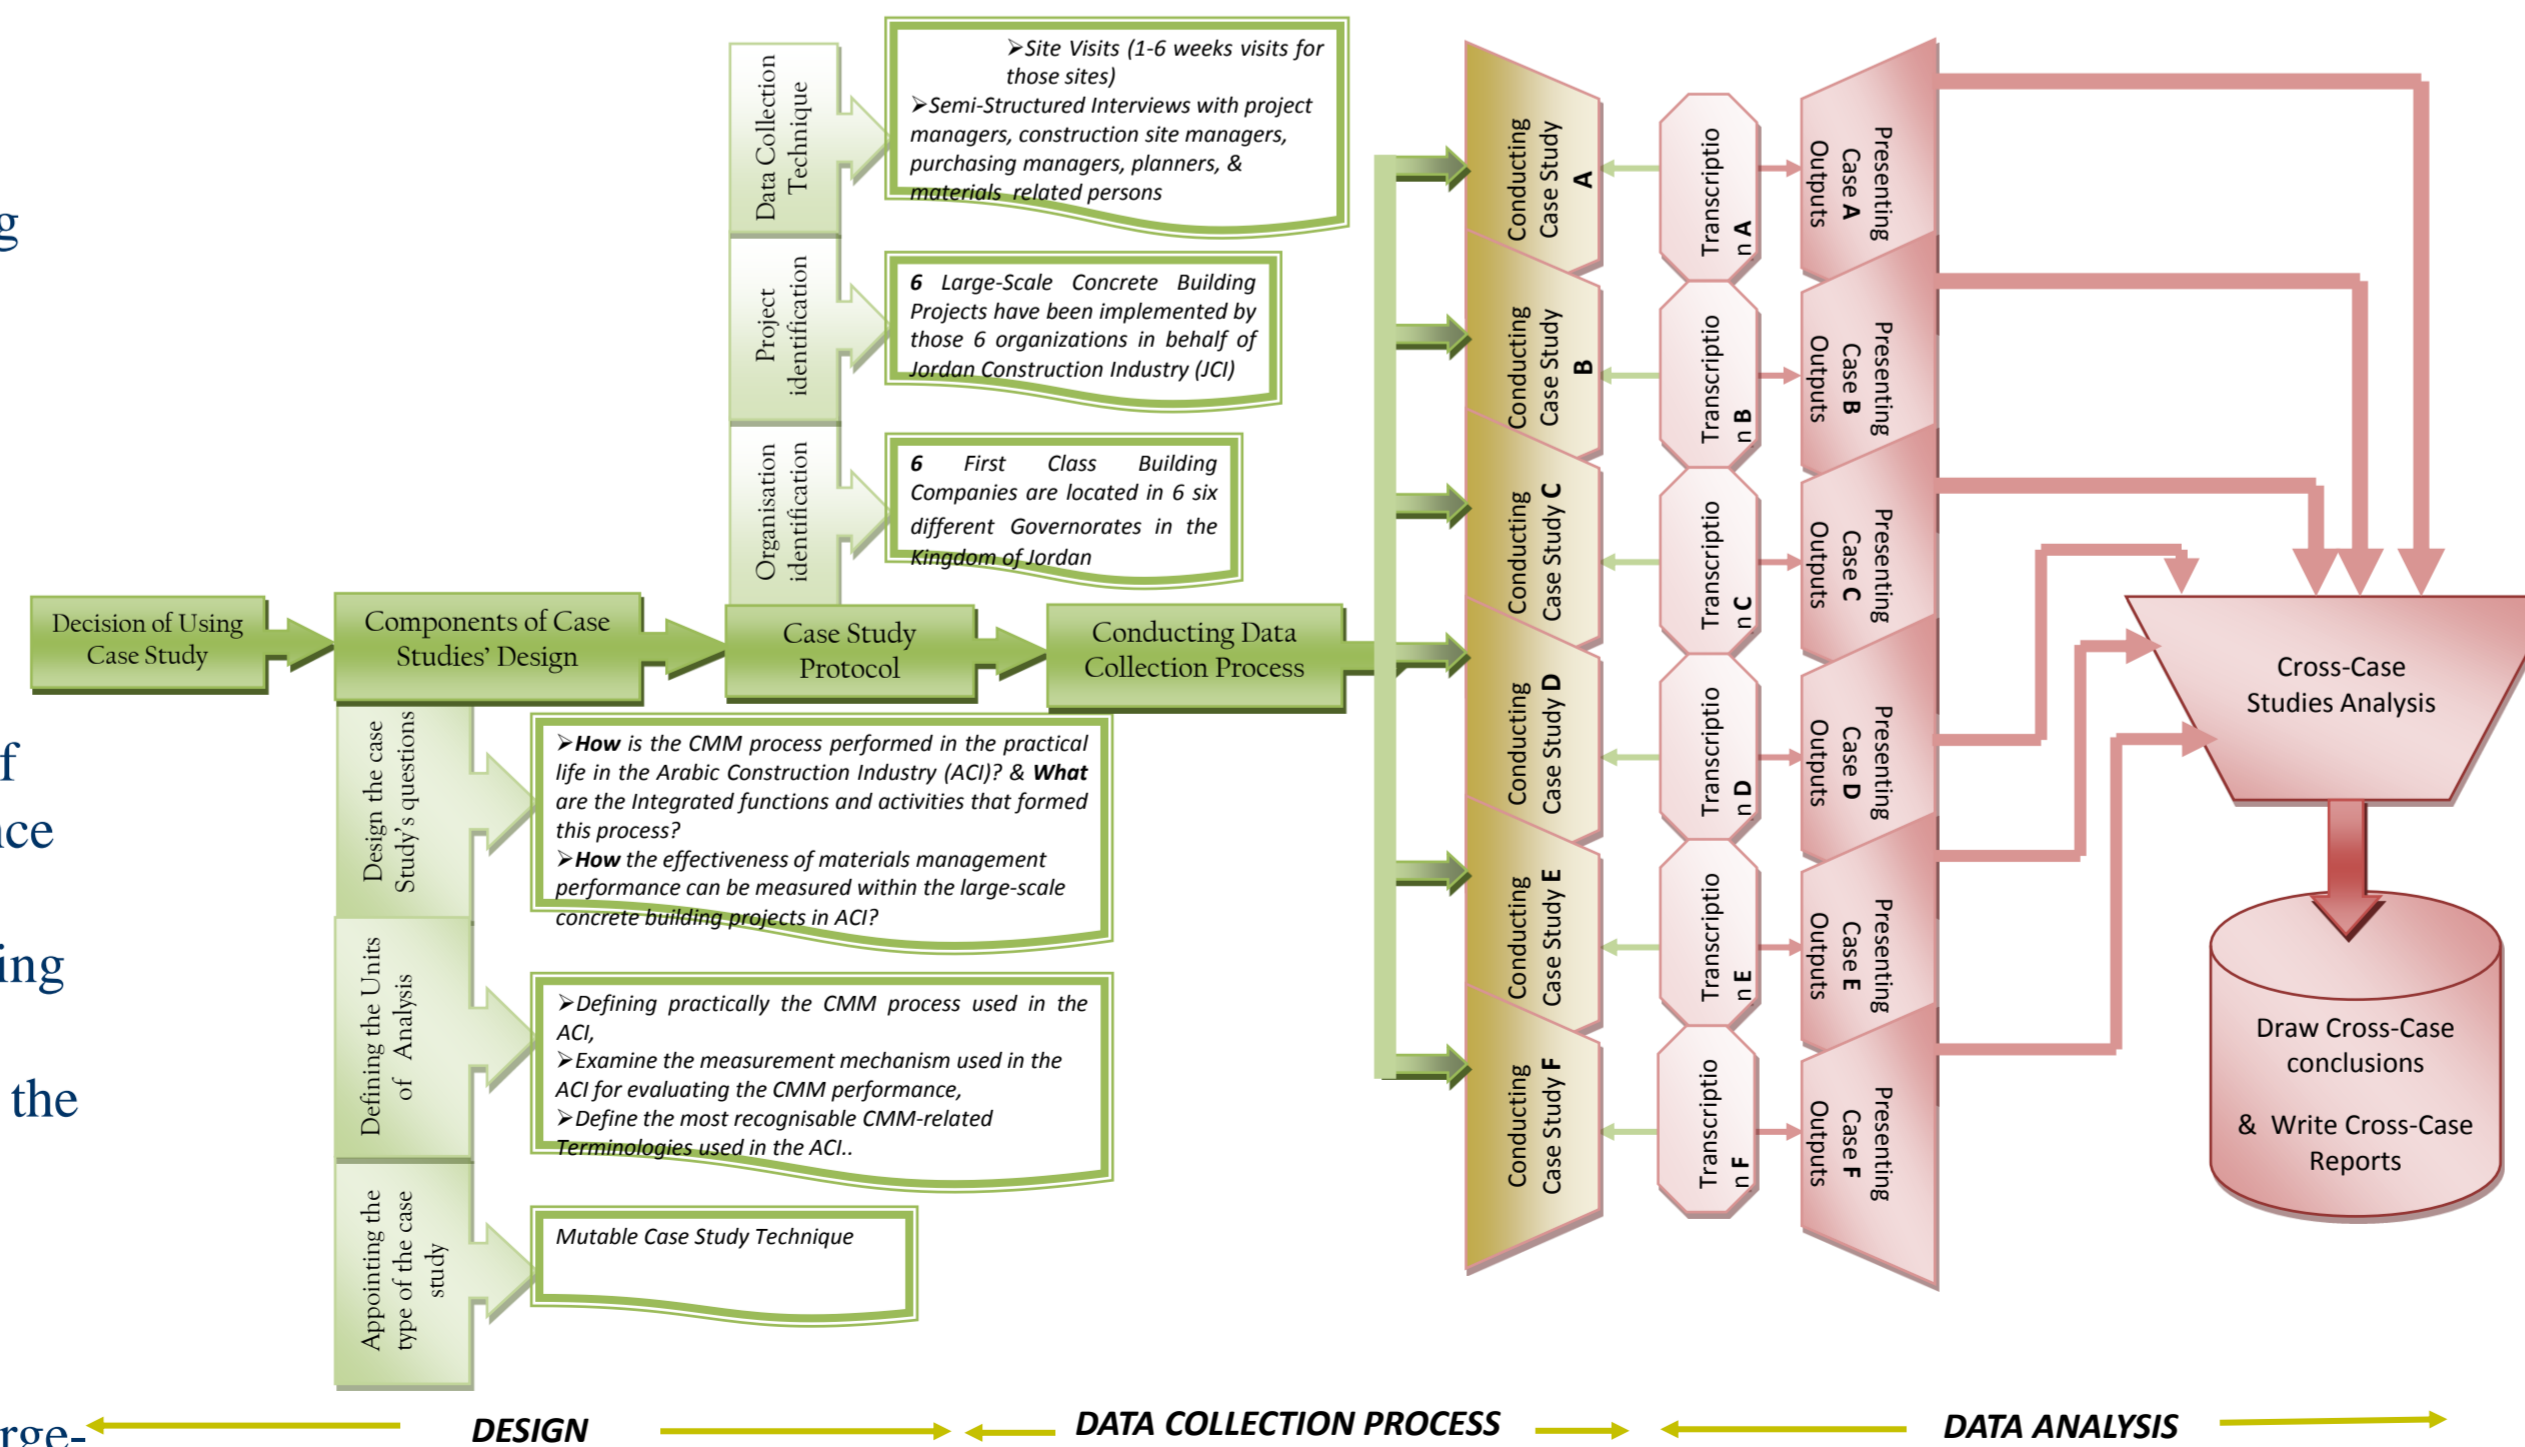 g
f
nce
ing
the
rge-
Decision of Using
Case Study
Components of Case
Studies' Design
Case Study
Protocol
Conducting Data
Collection Process
Data Collection
Technique
➢Site Visits (1-6 weeks visits for
those sites)
➢Semi-Structured Interviews with project
managers, construction site managers,
purchasing managers, planners, &
materials related persons
Project
identification
6 Large-Scale Concrete Building
Projects have been implemented by
those 6 organizations in behalf of
Jordan Construction Industry (JCI)
Organisation
identification
6 First Class Building
Companies are located in 6 six
different Governorates in the
Kingdom of Jordan
Design the case
Study's questions
➢How is the CMM process performed in the practical
life in the Arabic Construction Industry (ACI)? & What
are the Integrated functions and activities that formed
this process?
➢How the effectiveness of materials management
performance can be measured within the large-scale
concrete building projects in ACI?
Defining the Units
of Analysis
➢Defining practically the CMM process used in the
ACI,
➢Examine the measurement mechanism used in the
ACI for evaluating the CMM performance,
➢Define the most recognisable CMM-related
Terminologies used in the ACI..
Appointing the
type of the case
study
Mutable Case Study Technique
Conducting
Case Study
A
Transcriptio
n A
Presenting
Case A
Outputs
Conducting
Case Study
B
Transcriptio
n B
Presenting
Case B
Outputs
Conducting
Case Study C
Transcriptio
n C
Presenting
Case C
Outputs
Conducting
Case Study D
Transcriptio
n D
Presenting
Case D
Outputs
Conducting
Case Study E
Transcriptio
n E
Presenting
Case E
Outputs
Conducting
Case Study F
Transcriptio
n F
Presenting
Case F
Outputs
Cross-Case
Studies Analysis
Draw Cross-Case
conclusions
& Write Cross-Case
Reports
DESIGN
DATA COLLECTION PROCESS
DATA ANALYSIS